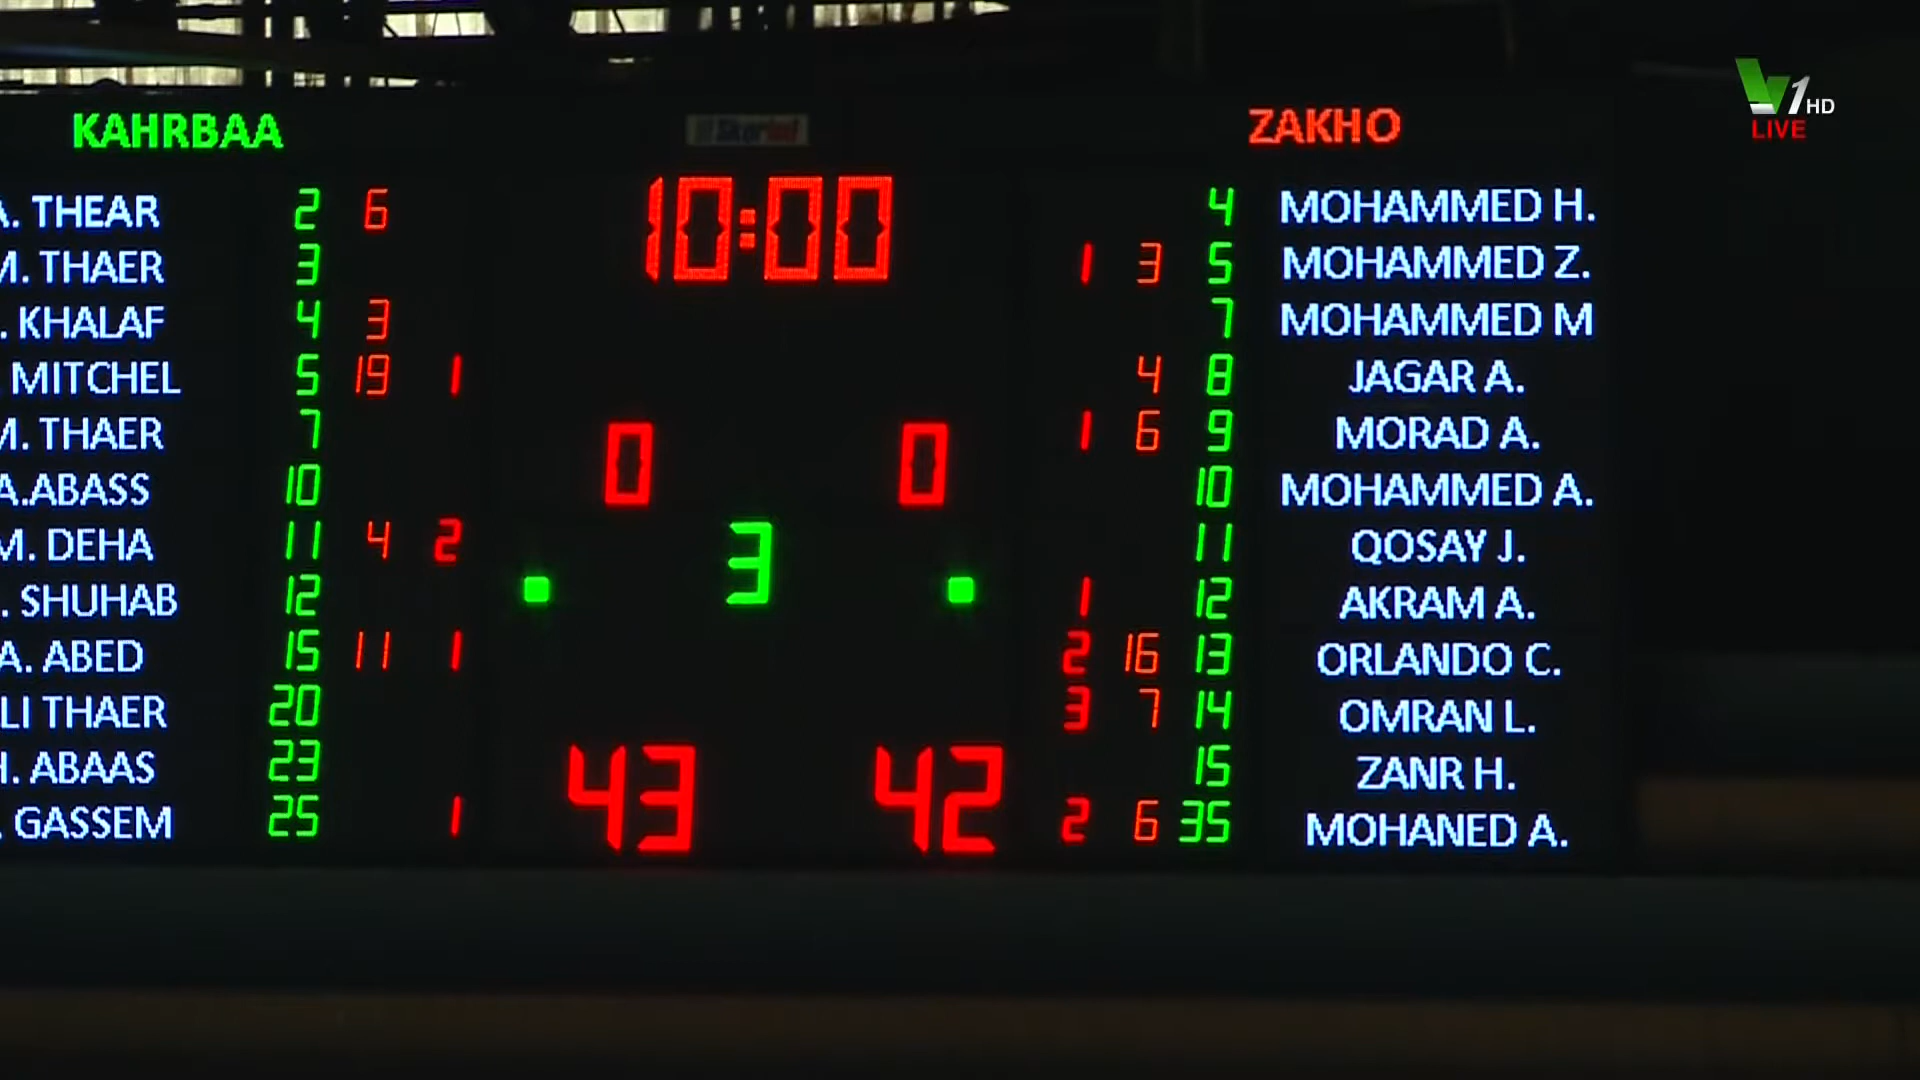 KAHRBAA ZAKHO
1 HD
LIVE
10:00
A. THEAR 2 6
M. THAER 3
. KHALAF 4 3
MITCHEL 5 19 1
M. THAER 7
A.ABASS 10
M. DEHA 11 4 2
. SHUHAB 12
A. ABED 15 11 1
LI THAER 20
H. ABAAS 23
. GASSEM 25 1
0 0
3
43 42
4 MOHAMMED H.
1 3 5 MOHAMMED Z.
7 MOHAMMED M
4 8 JAGAR A.
1 6 9 MORAD A.
10 MOHAMMED A.
11 QOSAY J.
1 12 AKRAM A.
2 16 13 ORLANDO C.
3 7 14 OMRAN L.
15 ZANR H.
2 6 35 MOHANED A.